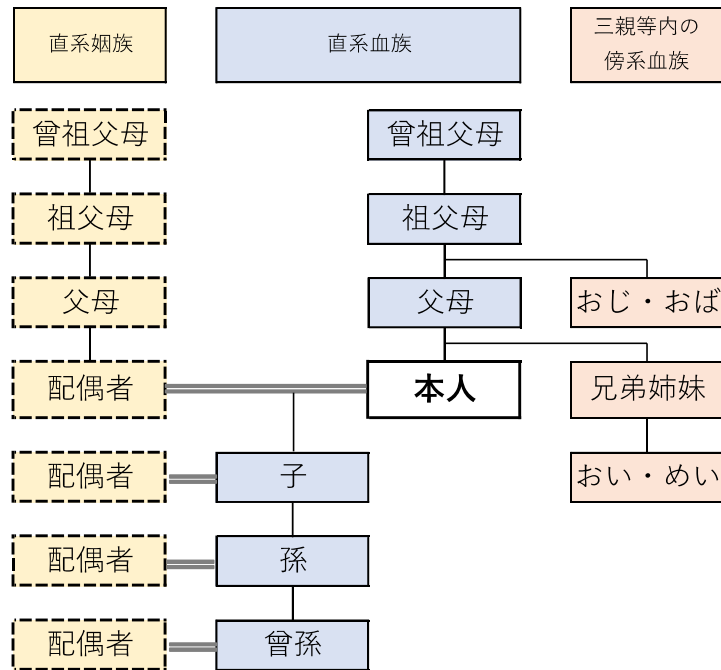 直系姻族
直系血族
三親等内の
傍系血族
曾祖父母
曾祖父母
祖父母
祖父母
父母
父母
おじ・おば
配偶者
本人
兄弟姉妹
配偶者
子
おい・めい
配偶者
孫
配偶者
曾孫